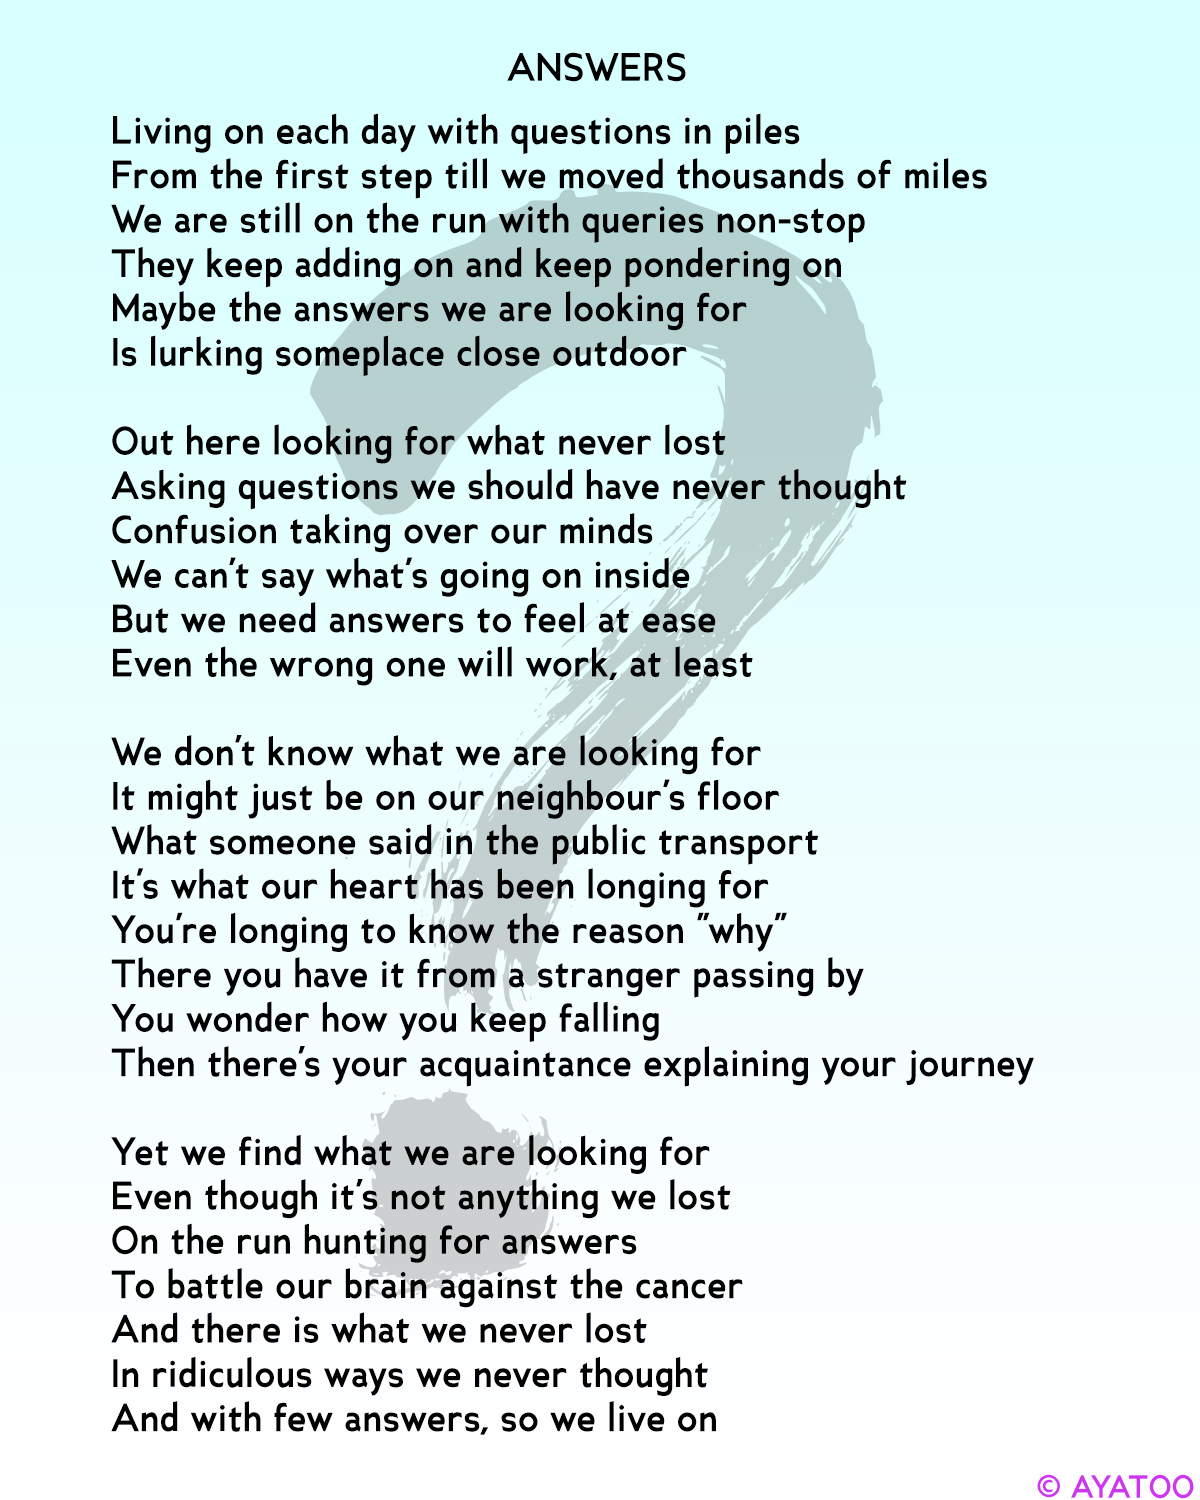 ANSWERS
Living on each day with questions in piles
From the first step till we moved thousands of miles
We are still on the run with queries non-stop
They keep adding on and keep pondering on
Maybe the answers we are looking for
Is lurking someplace close outdoor
Out here looking for what never lost
Asking questions we should have never thought
Confusion taking over our minds
We can't say what's going on inside
But we need answers to feel at ease
Even the wrong one will work, at least
We don't know what we are looking for
It might just be on our neighbour's floor
What someone said in the public transport
It's what our heart has been longing for
You're longing to know the reason "why"
There you have it from a stranger passing by
You wonder how you keep falling
Then there's your acquaintance explaining your journey
Yet we find what we are looking for
Even though it's not anything we lost
On the run hunting for answers
To battle our brain against the cancer
And there is what we never lost
In ridiculous ways we never thought
And with few answers, so we live on
© AYATOO